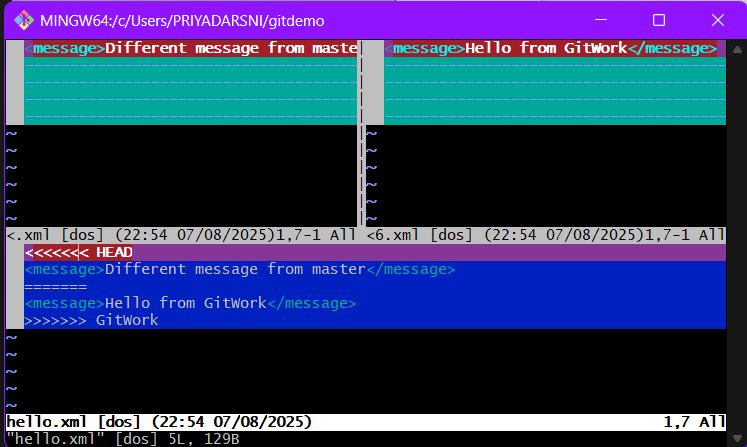 MINGW64:/c/Users/PRIYADARSNI/gitdemo
<message>Different message from maste
<message>Hello from GitWork</message>
~ ~
~ ~
~ ~
~ ~
~ ~
~ ~
<.xml [dos] (22:54 07/08/2025)1,7-1 All <6.xml [dos] (22:54 07/08/2025)1,7-1 All
<<<<<<< HEAD
<message>Different message from master</message>
=======
<message>Hello from GitWork</message>
>>>>>>> GitWork
~
~
~
~
~
hello.xml [dos] (22:54 07/08/2025) 1,7 All
"hello.xml" [dos] 5L, 129B